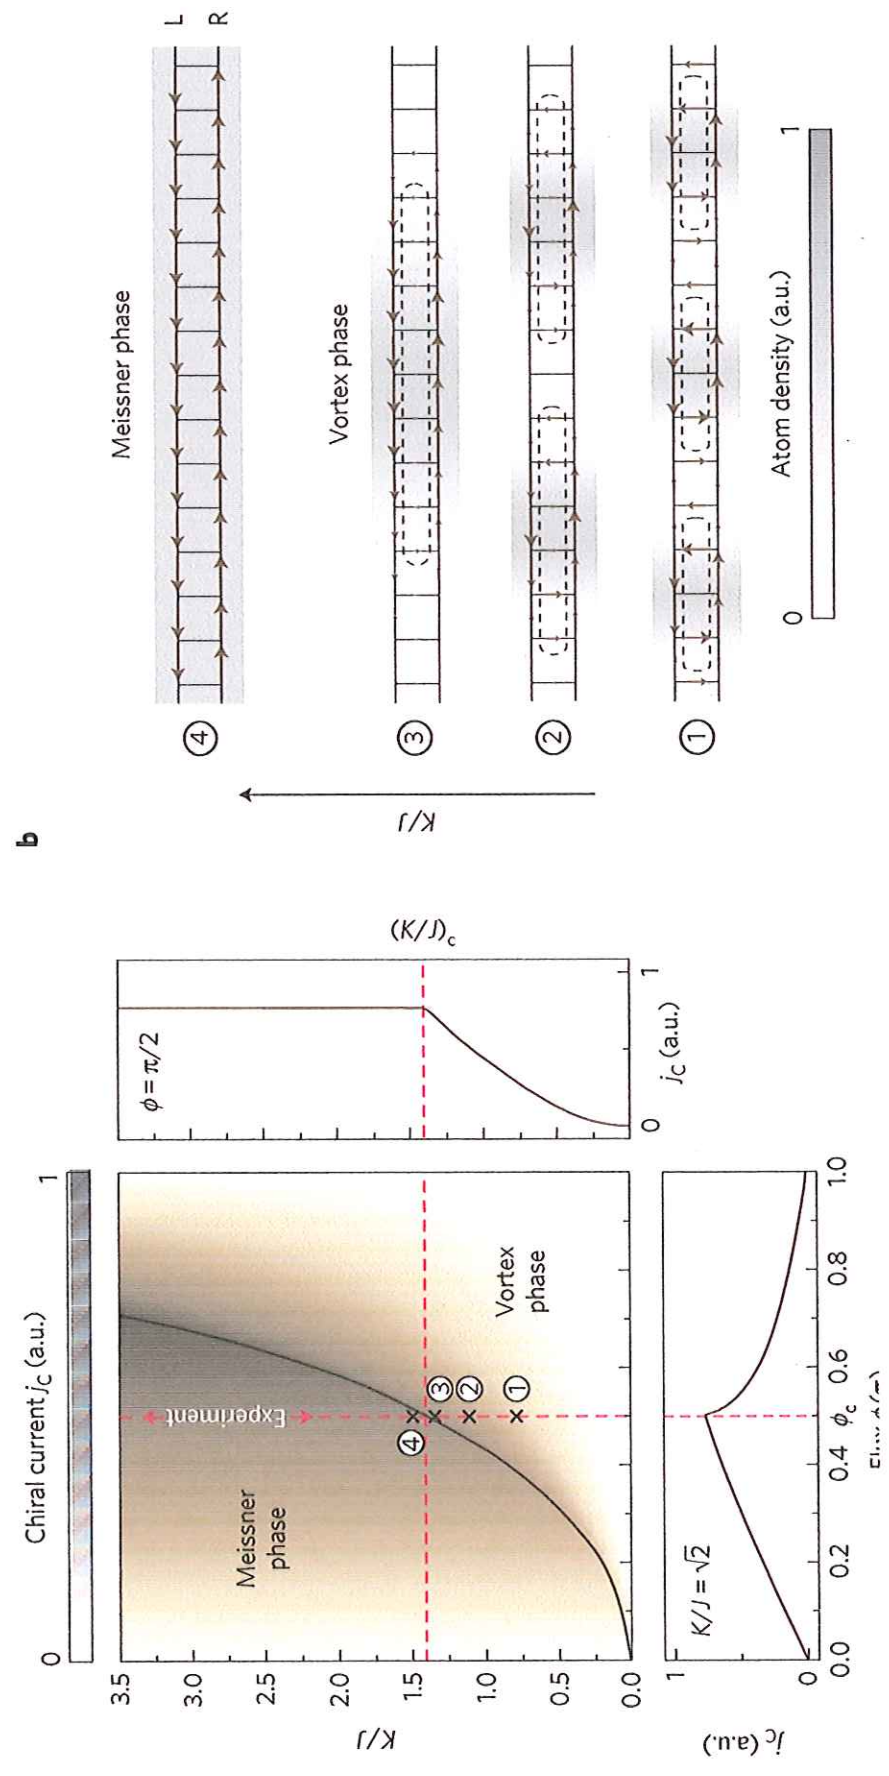 Chiral current j_C (a.u.)
0
1
3.5
3.0
2.5
2.0
1.5
1.0
0.5
0.0
K/J
Meissner
phase
Experiment
④
③
②
①
Vortex
phase
ϕ = π/2
(K/J)_c
0
1
j_C (a.u.)
K/J = √2
1
0
j_C (a.u.)
0.0
0.2
0.4
ϕ_c
0.6
0.8
1.0
b
K/J
Meissner phase
L
R
④
Vortex phase
③
②
①
Atom density (a.u.)
0
1